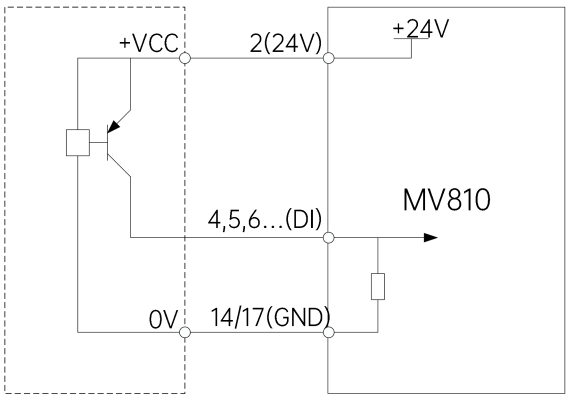 +24V
+VCC
2(24V)
MV810
4,5,6...(DI)
0V
14/17(GND)